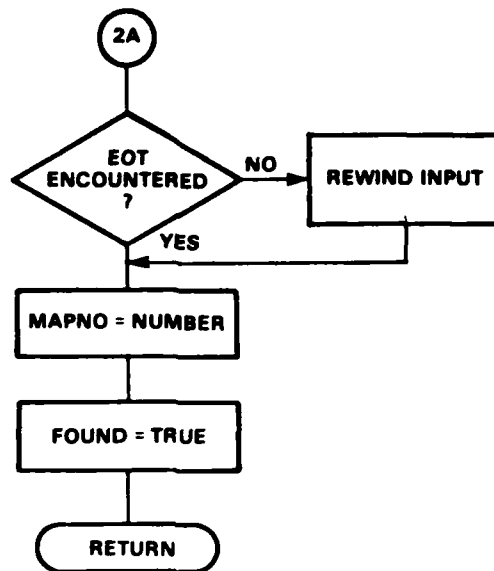 2A
EOT
ENCOUNTERED
?
NO
REWIND INPUT
YES
MAPNO = NUMBER
FOUND = TRUE
RETURN